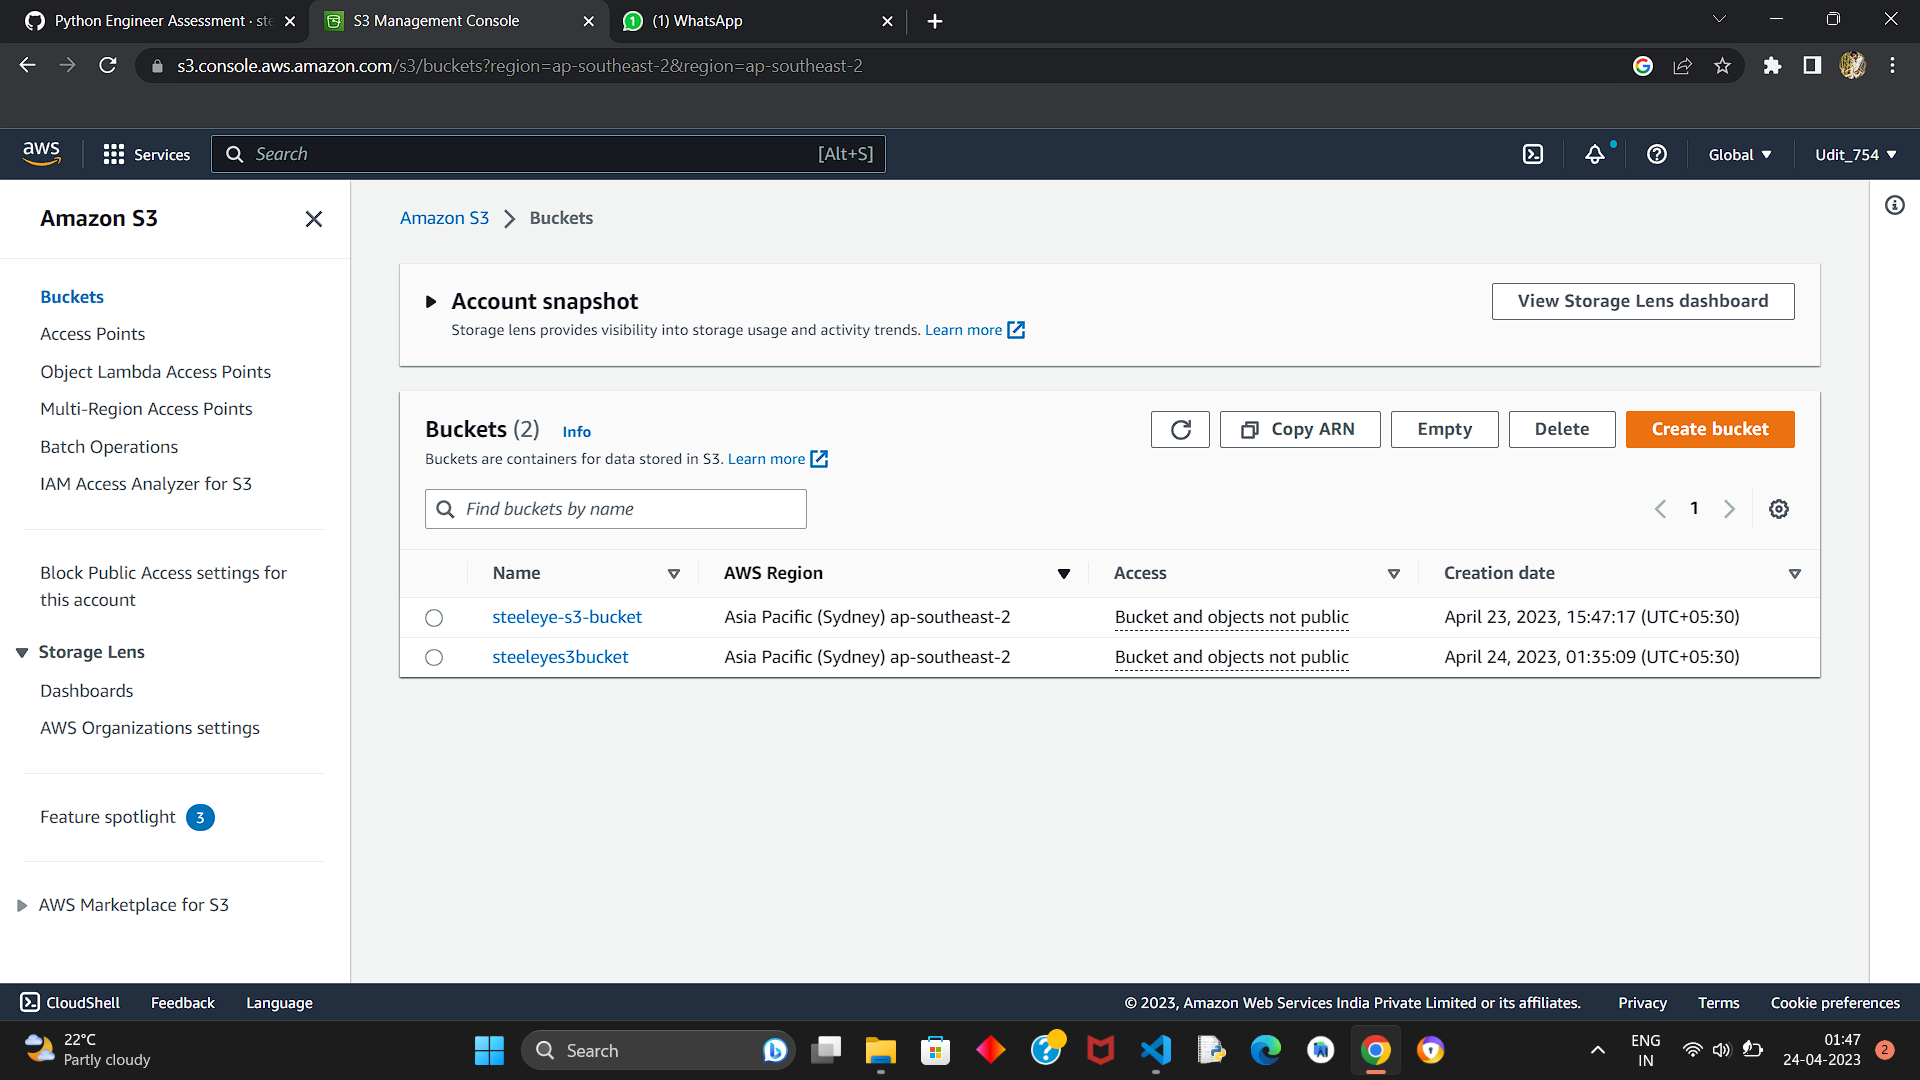 Python Engineer Assessment · ste
S3 Management Console
(1) WhatsApp
s3.console.aws.amazon.com/s3/buckets?region=ap-southeast-2&region=ap-southeast-2
aws
Services
Search
[Alt+S]
Global
Udit_754
Amazon S3
Buckets
Access Points
Object Lambda Access Points
Multi-Region Access Points
Batch Operations
IAM Access Analyzer for S3
Block Public Access settings for
this account
Storage Lens
Dashboards
AWS Organizations settings
Feature spotlight 3
AWS Marketplace for S3
Amazon S3 > Buckets
Account snapshot
Storage lens provides visibility into storage usage and activity trends. Learn more
View Storage Lens dashboard
Buckets (2) Info
Buckets are containers for data stored in S3. Learn more
Copy ARN
Empty
Delete
Create bucket
Find buckets by name
1
Name AWS Region Access Creation date
steeleye-s3-bucket Asia Pacific (Sydney) ap-southeast-2 Bucket and objects not public April 23, 2023, 15:47:17 (UTC+05:30)
steeleyes3bucket Asia Pacific (Sydney) ap-southeast-2 Bucket and objects not public April 24, 2023, 01:35:09 (UTC+05:30)
CloudShell Feedback Language
© 2023, Amazon Web Services India Private Limited or its affiliates. Privacy Terms Cookie preferences
22°C
Partly cloudy
Search
ENG
IN
01:47
24-04-2023
2